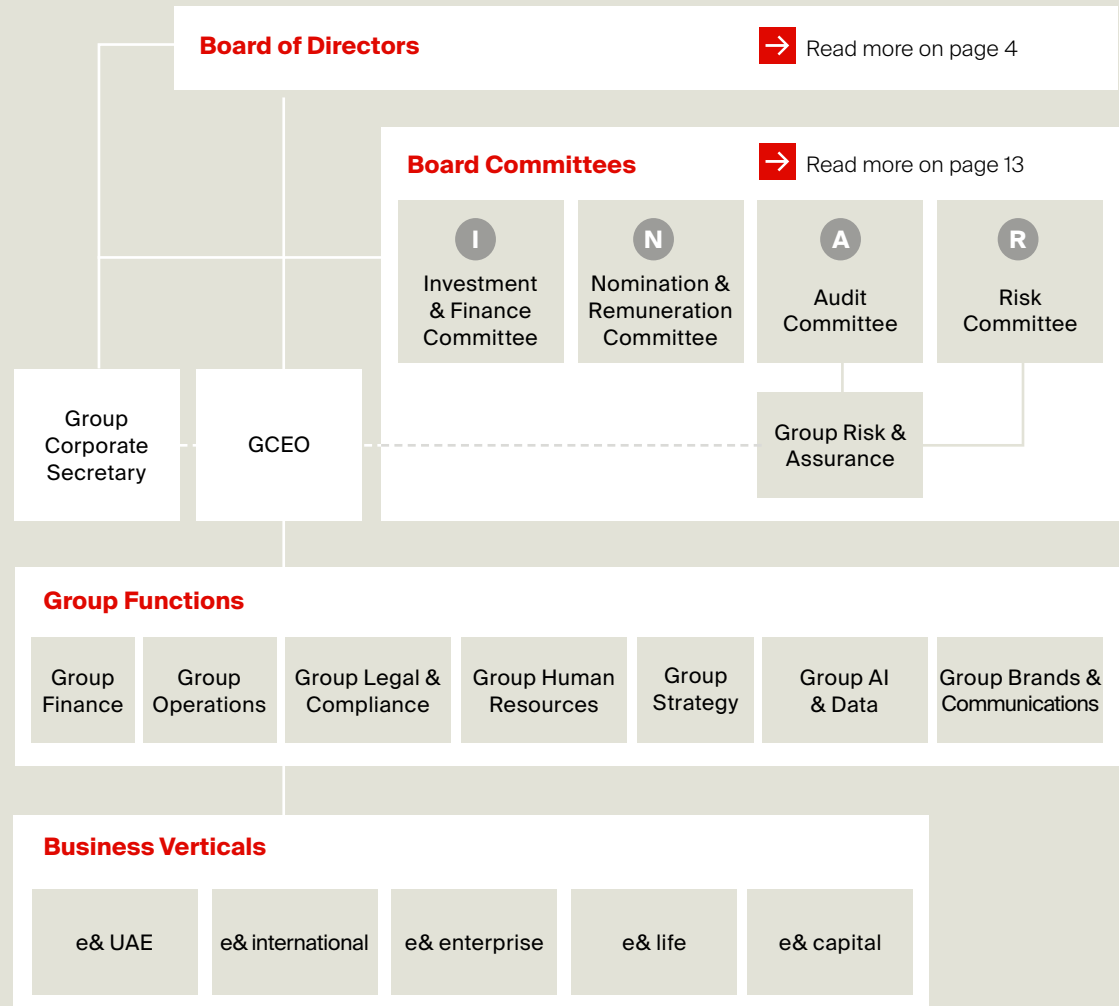 Board of Directors
→ Read more on page 4
Board Committees
→ Read more on page 13
I
Investment
& Finance
Committee
N
Nomination &
Remuneration
Committee
A
Audit
Committee
R
Risk
Committee
Group
Corporate
Secretary
GCEO
Group Risk &
Assurance
Group Functions
Group
Finance
Group
Operations
Group Legal &
Compliance
Group Human
Resources
Group
Strategy
Group AI
& Data
Group Brands &
Communications
Business Verticals
e& UAE
e& international
e& enterprise
e& life
e& capital